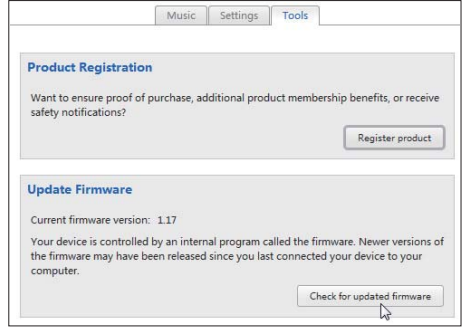 Music Settings Tools
Product Registration
Want to ensure proof of purchase, additional product membership benefits, or receive
safety notifications?
Register product
Update Firmware
Current firmware version: 1.17
Your device is controlled by an internal program called the firmware. Newer versions of
the firmware may have been released since you last connected your device to your
computer.
Check for updated firmware